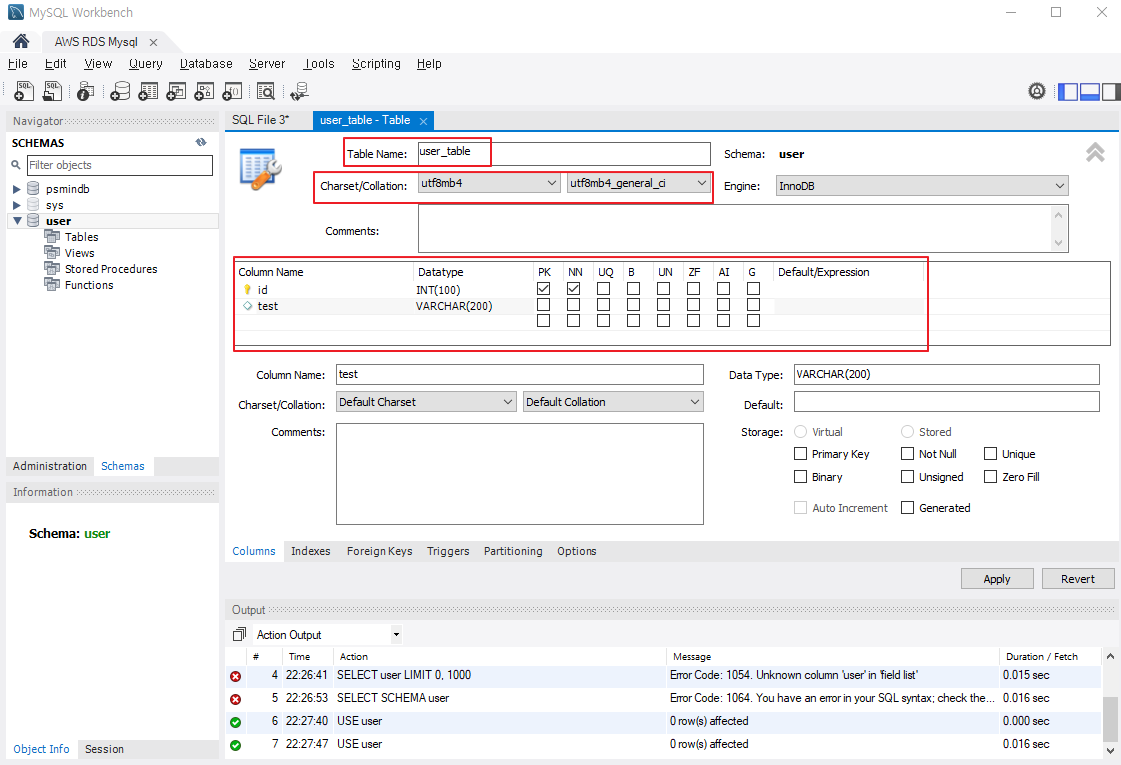 MySQL Workbench
AWS RDS Mysql
File Edit View Query Database Server Tools Scripting Help
Navigator
SCHEMAS
Filter objects
psmindb
sys
user
Tables
Views
Stored Procedures
Functions
Administration Schemas
Information
Schema: user
Object Info Session
SQL File 3* user_table - Table
Table Name: user_table Schema: user
Charset/Collation: utf8mb4 utf8mb4_general_ci Engine: InnoDB
Comments:
Column Name Datatype PK NN UQ B UN ZF AI G Default/Expression
id INT(100)
test VARCHAR(200)
Column Name: test Data Type: VARCHAR(200)
Charset/Collation: Default Charset Default Collation Default:
Comments: Storage: Virtual Stored
Primary Key Not Null Unique
Binary Unsigned Zero Fill
Auto Increment Generated
Columns Indexes Foreign Keys Triggers Partitioning Options
Apply Revert
Output
Action Output
# Time Action Message Duration / Fetch
4 22:26:41 SELECT user LIMIT 0, 1000 Error Code: 1054. Unknown column 'user' in 'field list' 0.015 sec
5 22:26:53 SELECT SCHEMA user Error Code: 1064. You have an error in your SQL syntax; check the... 0.016 sec
6 22:27:40 USE user 0 row(s) affected 0.000 sec
7 22:27:47 USE user 0 row(s) affected 0.016 sec